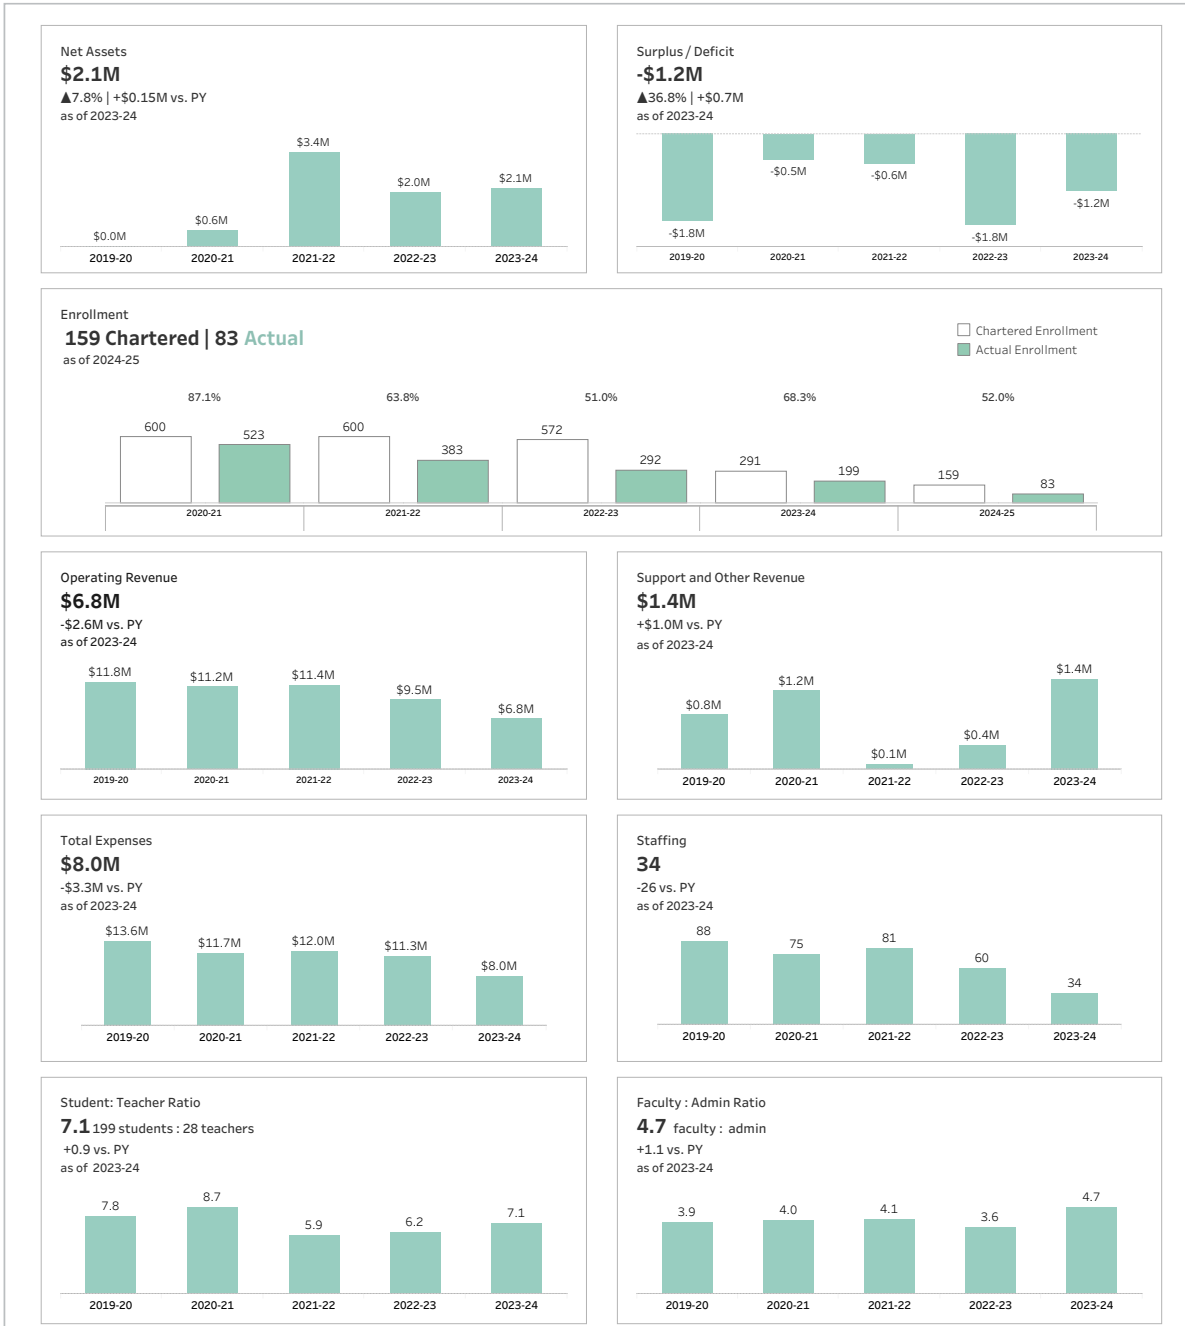 Net Assets
$2.1M
▲7.8% | +$0.15M vs. PY
as of 2023-24
$0.0M
$0.6M
$3.4M
$2.0M
$2.1M
2019-20
2020-21
2021-22
2022-23
2023-24
Surplus / Deficit
-$1.2M
▲36.8% | +$0.7M
as of 2023-24
-$1.8M
-$0.5M
-$0.6M
-$1.8M
-$1.2M
2019-20
2020-21
2021-22
2022-23
2023-24
Enrollment
159 Chartered | 83 Actual
as of 2024-25
Chartered Enrollment
Actual Enrollment
87.1%
63.8%
51.0%
68.3%
52.0%
600
523
600
383
572
292
291
199
159
83
2020-21
2021-22
2022-23
2023-24
2024-25
Operating Revenue
$6.8M
-$2.6M vs. PY
as of 2023-24
$11.8M
$11.2M
$11.4M
$9.5M
$6.8M
2019-20
2020-21
2021-22
2022-23
2023-24
Support and Other Revenue
$1.4M
+$1.0M vs. PY
as of 2023-24
$0.8M
$1.2M
$0.1M
$0.4M
$1.4M
2019-20
2020-21
2021-22
2022-23
2023-24
Total Expenses
$8.0M
-$3.3M vs. PY
as of 2023-24
$13.6M
$11.7M
$12.0M
$11.3M
$8.0M
2019-20
2020-21
2021-22
2022-23
2023-24
Staffing
34
-26 vs. PY
as of 2023-24
88
75
81
60
34
2019-20
2020-21
2021-22
2022-23
2023-24
Student: Teacher Ratio
7.1 199 students : 28 teachers
+0.9 vs. PY
as of 2023-24
7.8
8.7
5.9
6.2
7.1
2019-20
2020-21
2021-22
2022-23
2023-24
Faculty : Admin Ratio
4.7 faculty : admin
+1.1 vs. PY
as of 2023-24
3.9
4.0
4.1
3.6
4.7
2019-20
2020-21
2021-22
2022-23
2023-24